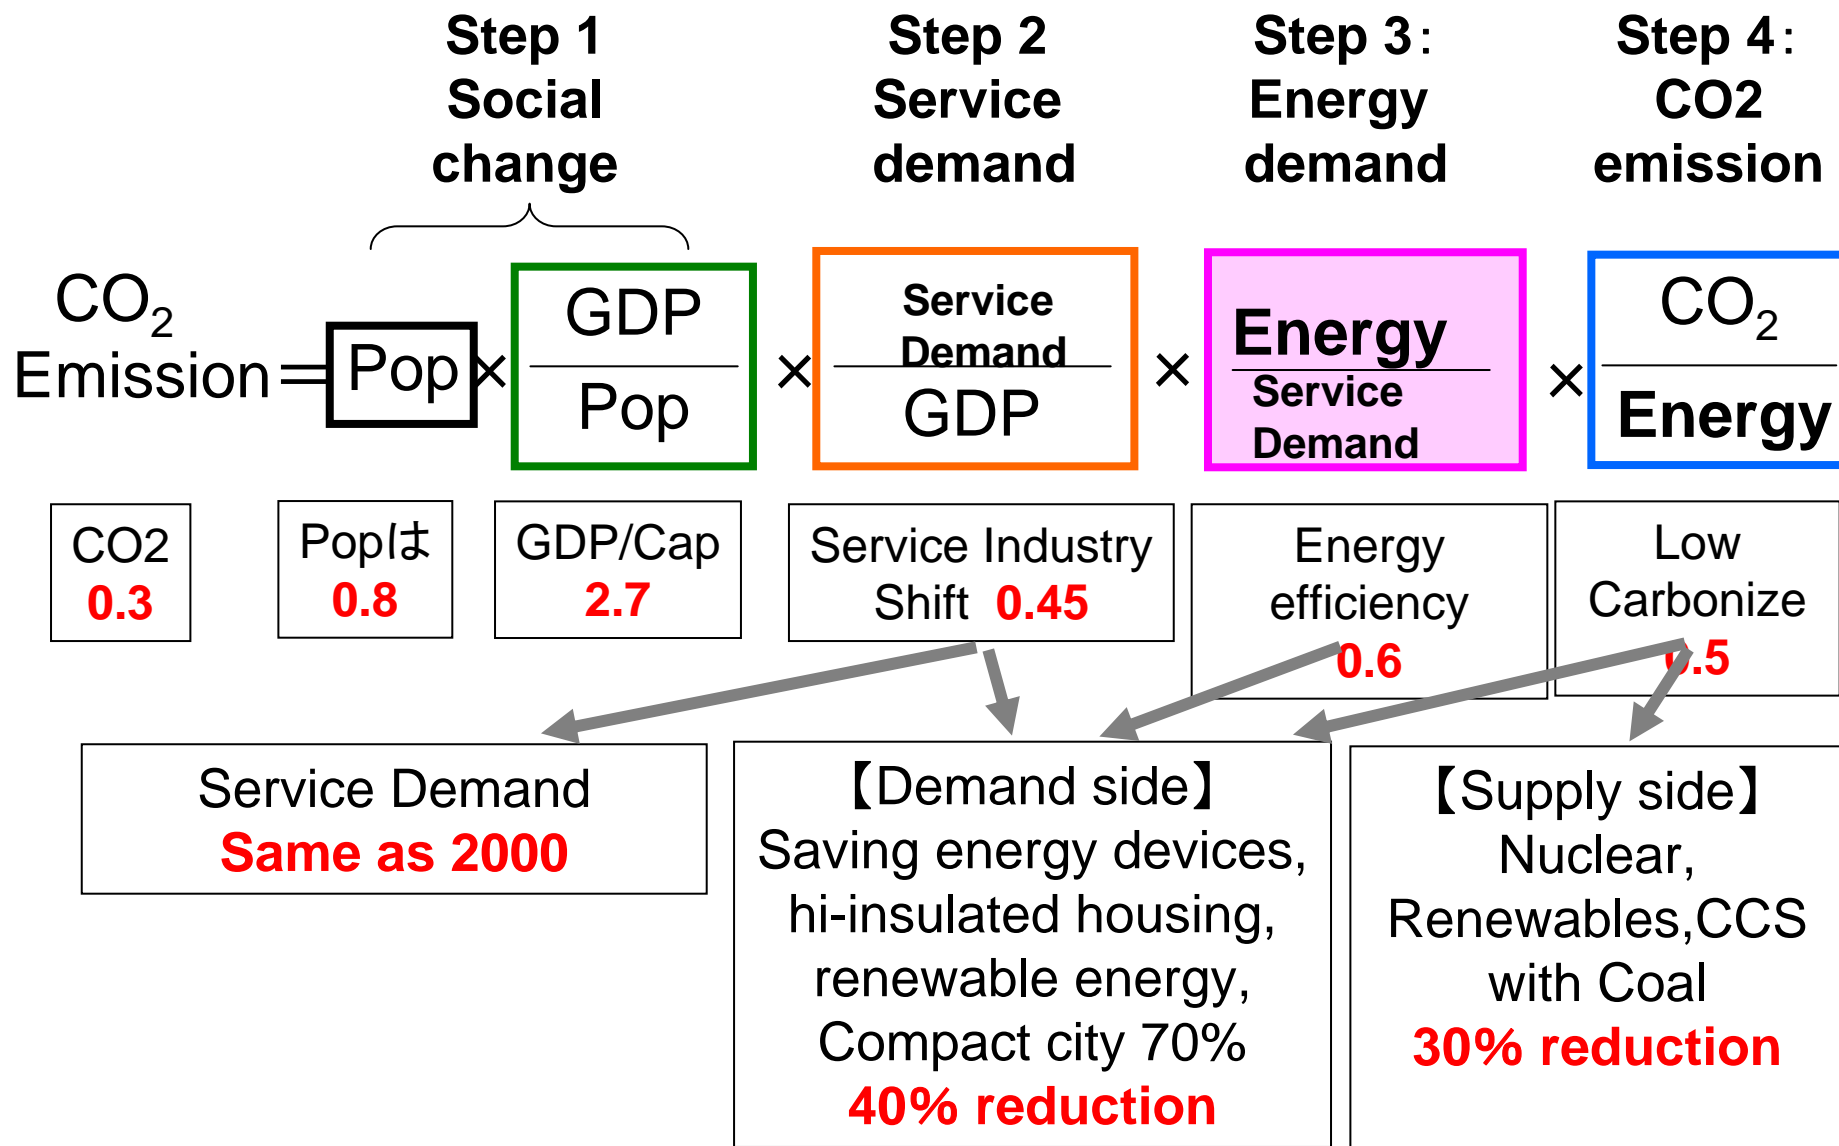 Step 1
Social
change
Step 2
Service
demand
Step 3：
Energy
demand
Step 4：
CO2
emission
CO₂
Emission
=
Pop
×
GDP
Pop
×
Service
Demand
GDP
×
Energy
Service
Demand
×
CO₂
Energy
CO2
0.3
Popは
0.8
GDP/Cap
2.7
Service Industry
Shift 0.45
Energy
efficiency
0.6
Low
Carbonize
0.5
Service Demand
Same as 2000
【Demand side】
Saving energy devices,
hi-insulated housing,
renewable energy,
Compact city 70%
40% reduction
【Supply side】
Nuclear,
Renewables,CCS
with Coal
30% reduction